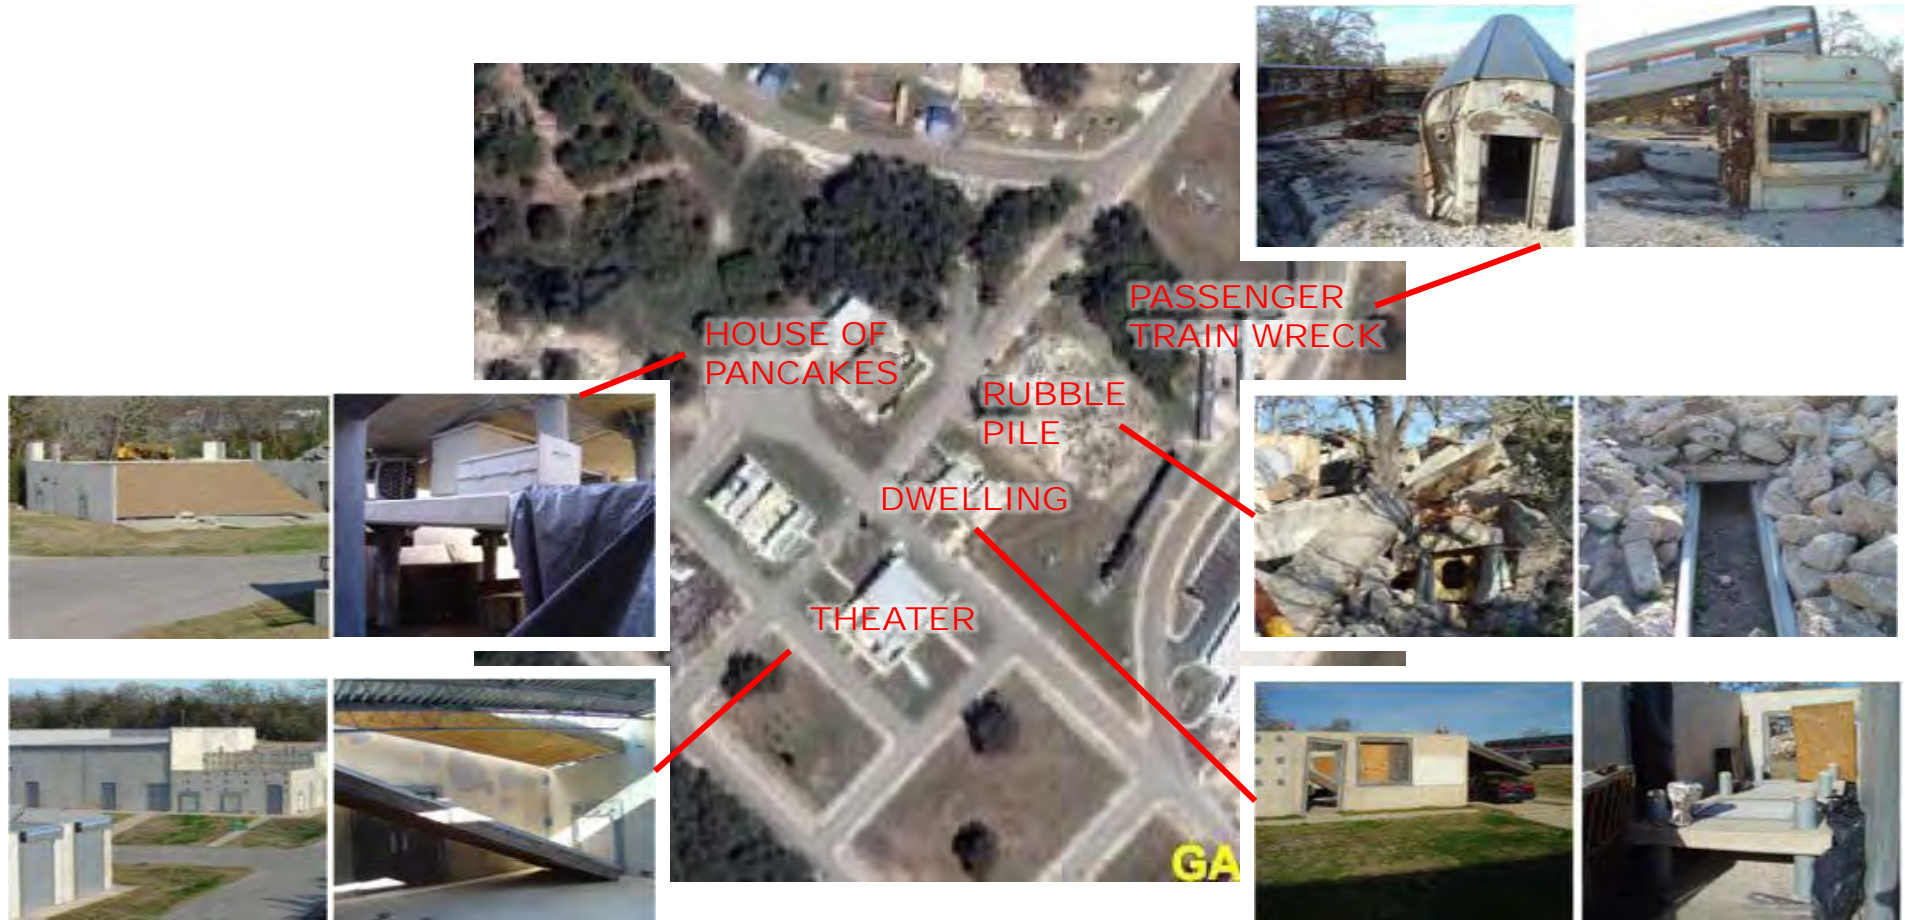 PASSENGER
TRAIN WRECK
HOUSE OF
PANCAKES
RUBBLE
PILE
DWELLING
THEATER
GA